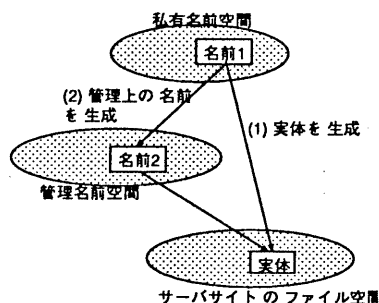 私有名前空間
名前1
(2) 管理上の 名前
を 生成
(1) 実体を 生成
名前2
管理名前空間
実体
サーバサイト の ファイル空間